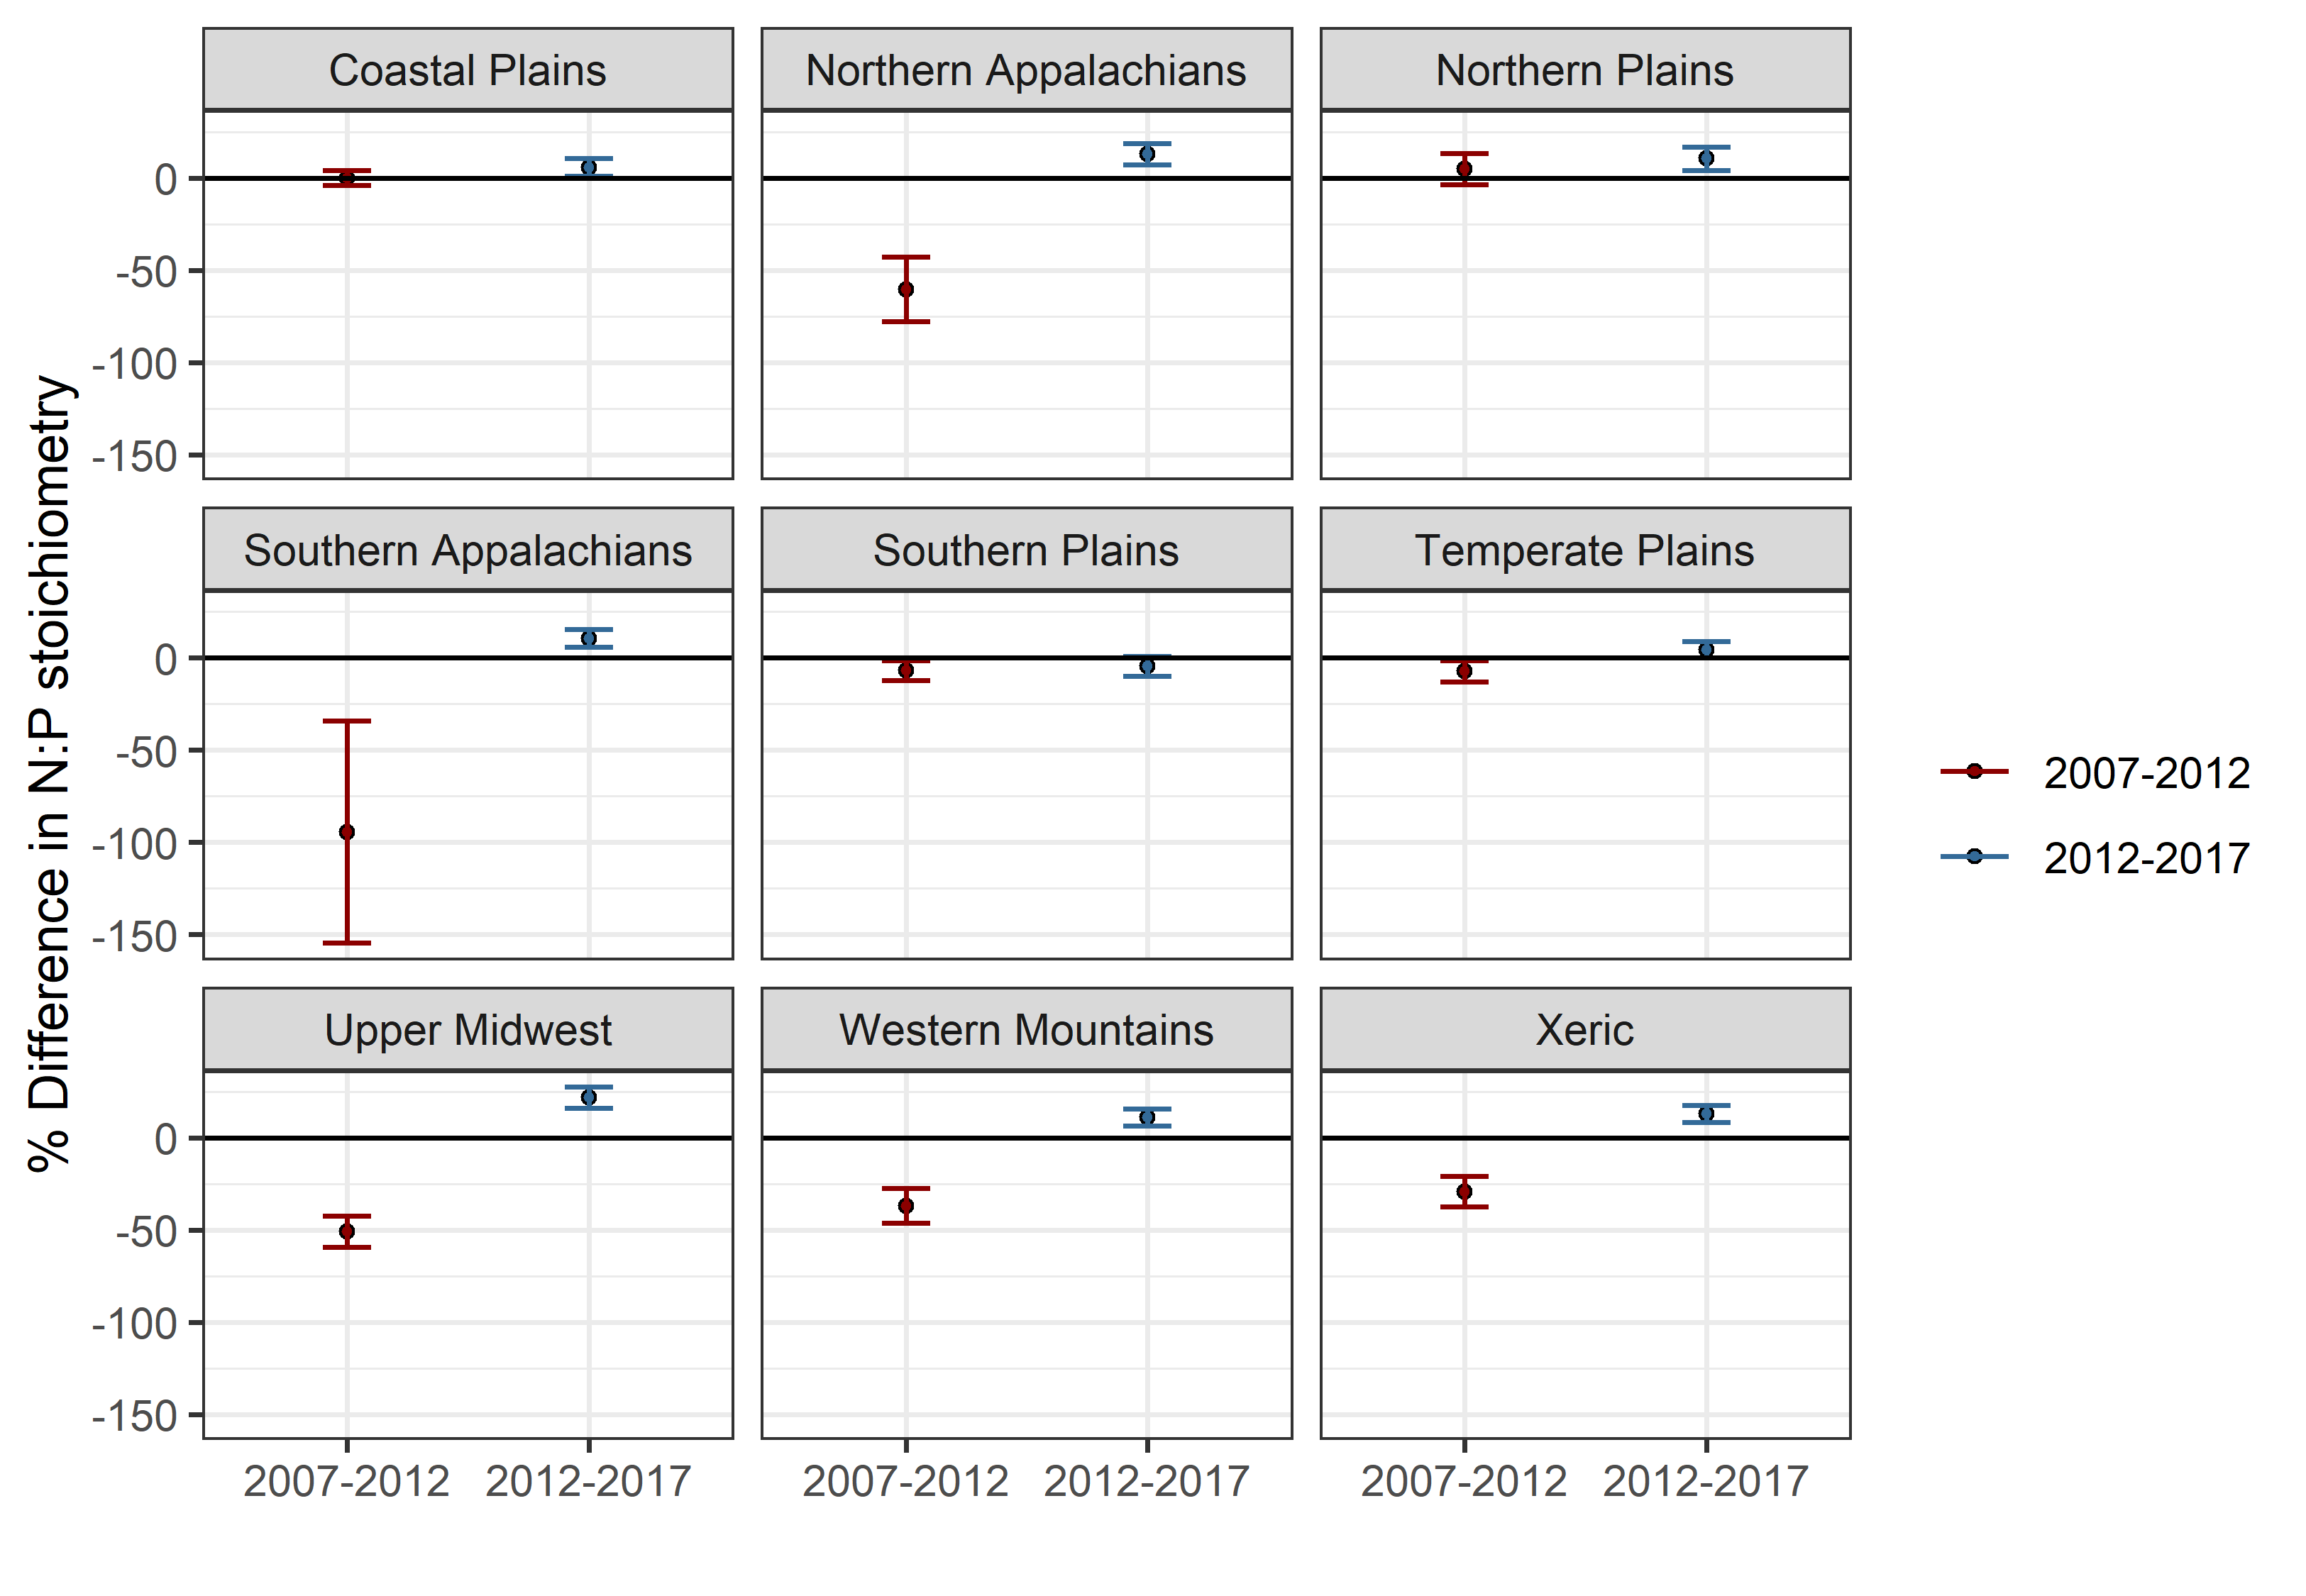 Coastal Plains
Northern Appalachians
Northern Plains
0
-50
-100
-150
Southern Appalachians
Southern Plains
Temperate Plains
0
-50
-100
-150
Upper Midwest
Western Mountains
Xeric
0
-50
-100
-150
2007-2012
2012-2017
2007-2012
2012-2017
2007-2012
2012-2017
% Difference in N:P stoichiometry
2007-2012
2012-2017